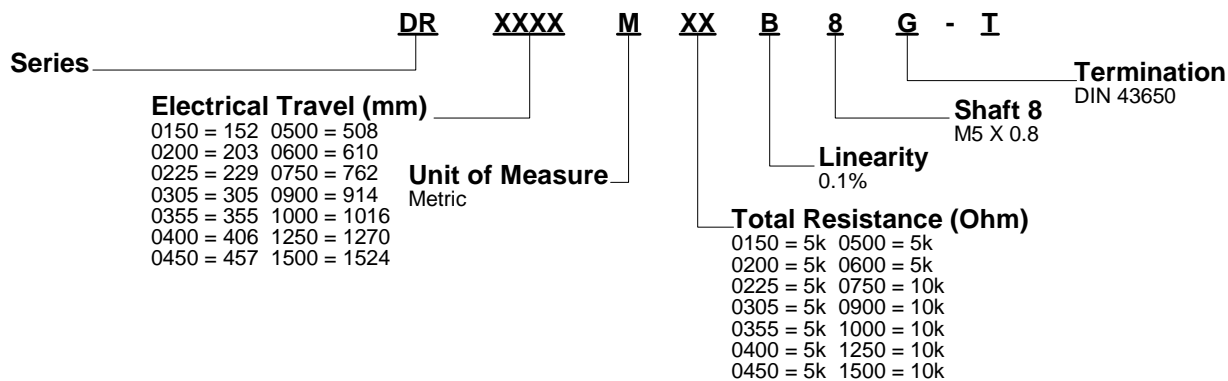 DR XXXX M XX B 8 G - T
Series
Termination
DIN 43650
Electrical Travel (mm)
0150 = 152 0500 = 508
0200 = 203 0600 = 610
0225 = 229 0750 = 762
0305 = 305 0900 = 914
0355 = 355 1000 = 1016
0400 = 406 1250 = 1270
0450 = 457 1500 = 1524
Shaft 8
M5 X 0.8
Unit of Measure
Metric
Linearity
0.1%
Total Resistance (Ohm)
0150 = 5k 0500 = 5k
0200 = 5k 0600 = 5k
0225 = 5k 0750 = 10k
0305 = 5k 0900 = 10k
0355 = 5k 1000 = 10k
0400 = 5k 1250 = 10k
0450 = 5k 1500 = 10k